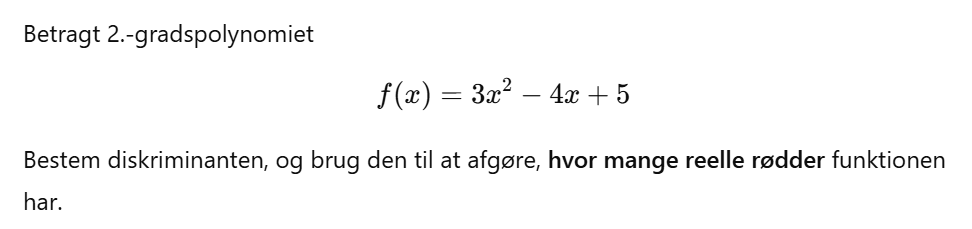 Betragt 2.-gradspolynomiet
f(x) = 3x² − 4x + 5
Bestem diskriminanten, og brug den til at afgøre, hvor mange reelle rødder funktionen
har.